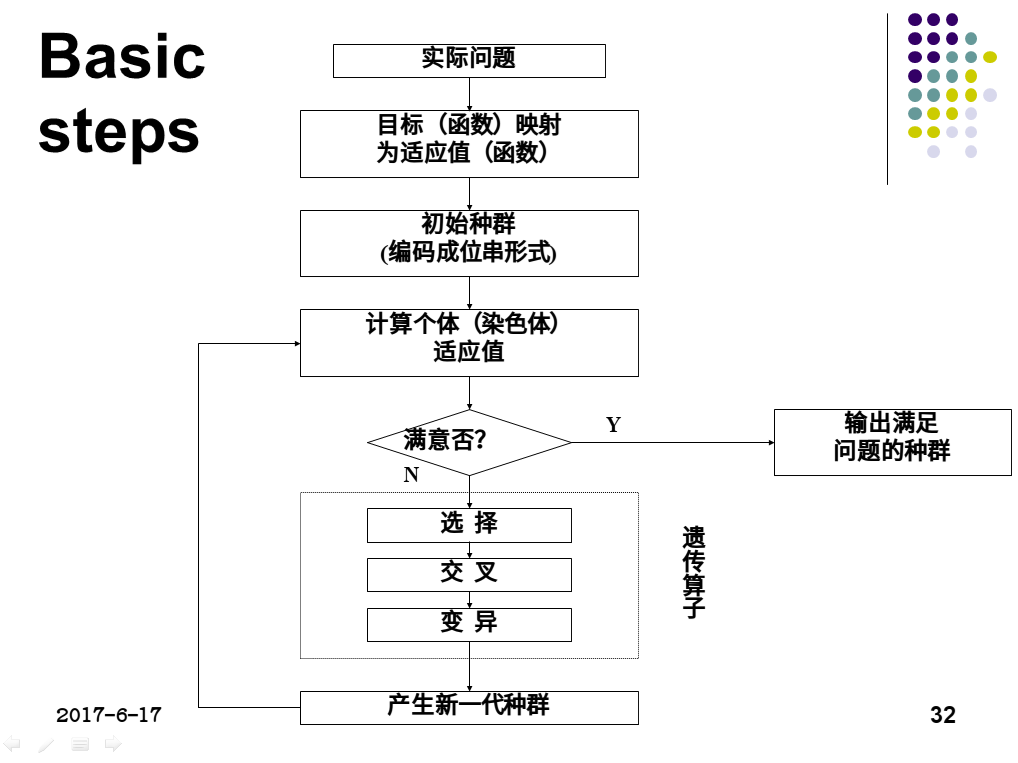 Basic
steps
实际问题
目标（函数）映射
为适应值（函数）
初始种群
(编码成位串形式)
计算个体（染色体）
适应值
满意否?
Y
输出满足
问题的种群
N
选 择
交 叉
变 异
遗
传
算
子
产生新一代种群
2017-6-17
32